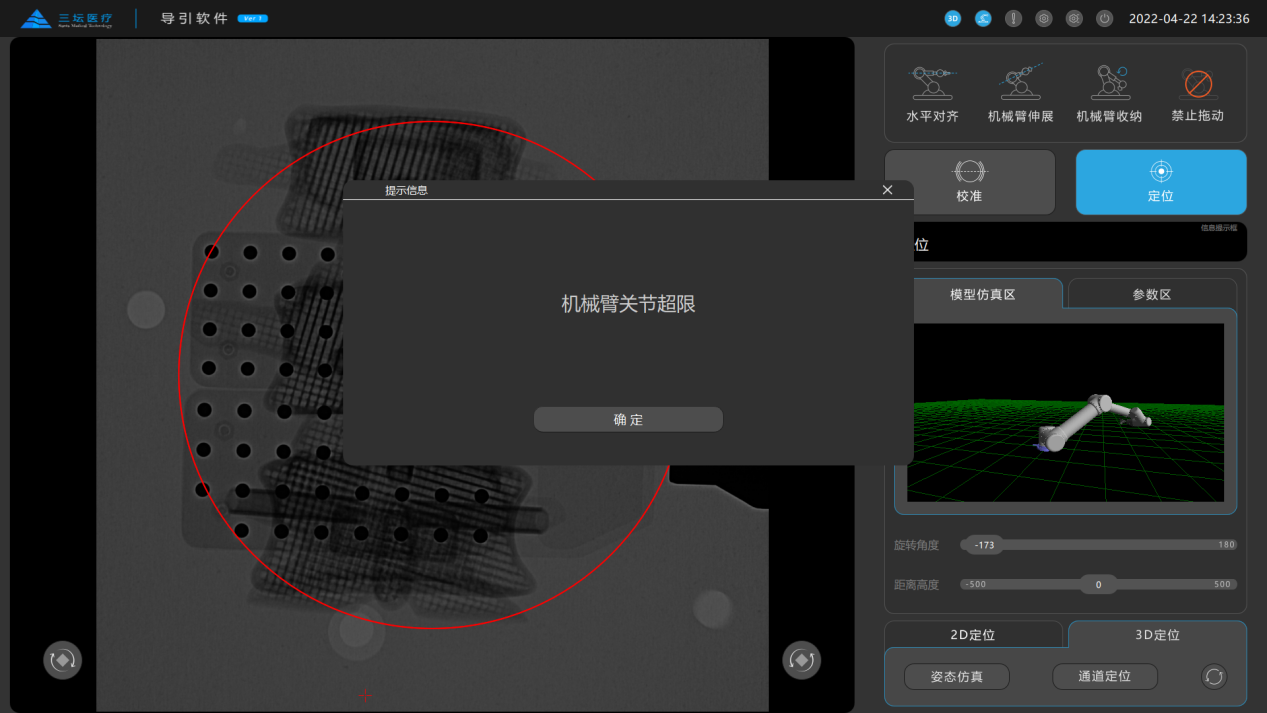 三坛医疗
导引软件
Ver 1
3D
2022-04-22 14:23:36
水平对齐
机械臂伸展
机械臂收纳
禁止拖动
校准
定位
信息提示框
位
提示信息
机械臂关节超限
确定
模型仿真区
参数区
旋转角度
-173
180
距离高度
-500
0
500
2D定位
3D定位
姿态仿真
通道定位